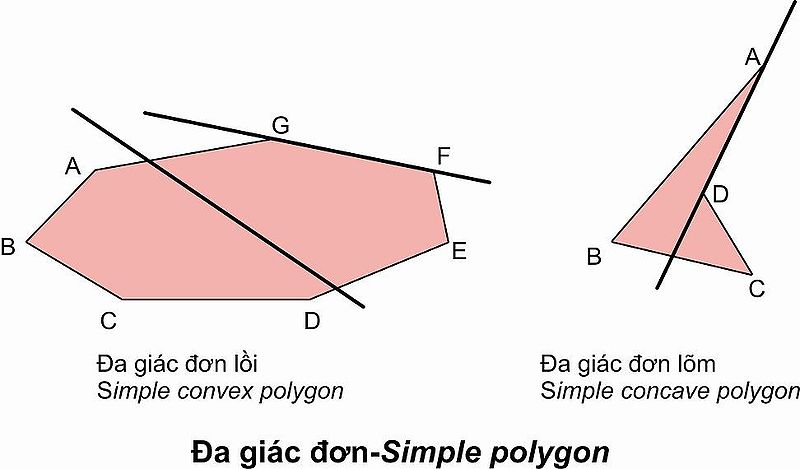 A
G
F
B
E
C
D
A
D
B
C
Đa giác đơn lồi
Simple convex polygon
Đa giác đơn lõm
Simple concave polygon
Đa giác đơn-Simple polygon